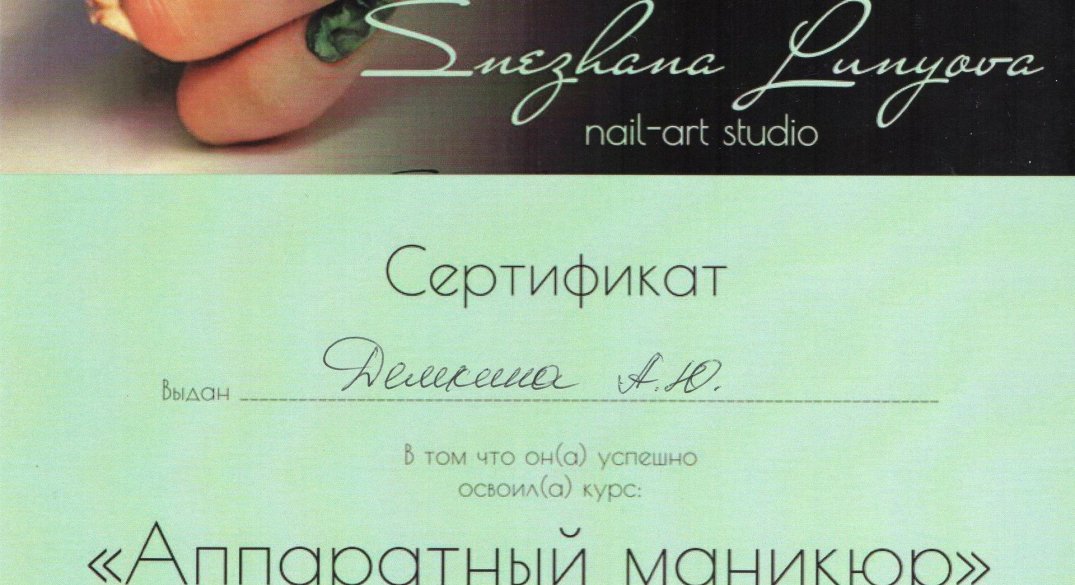 Snezhana Lunyova
nail-art studio
Сертификат
Выдан Демкина А.Ю.
В том что он(а) успешно
освоил(а) курс:
«Аппаратный маникюр»